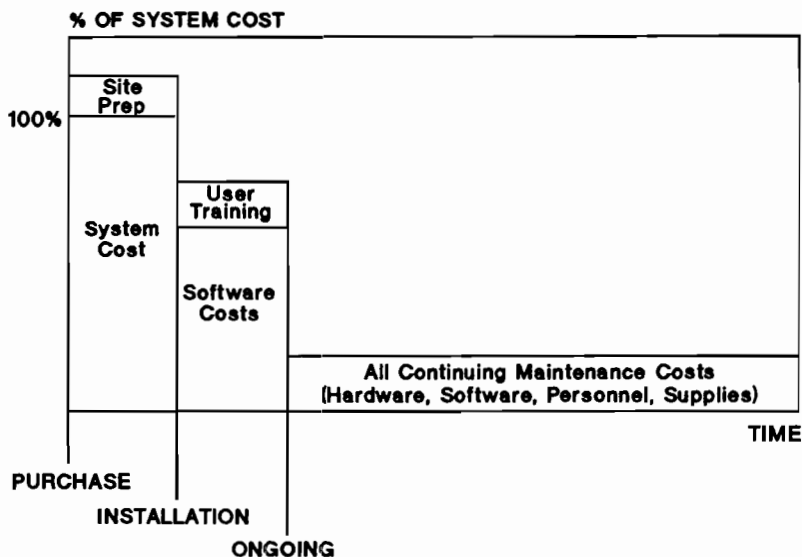 % OF SYSTEM COST
Site
Prep
100%
User
Training
System
Cost
Software
Costs
All Continuing Maintenance Costs
(Hardware, Software, Personnel, Supplies)
TIME
PURCHASE
INSTALLATION
ONGOING